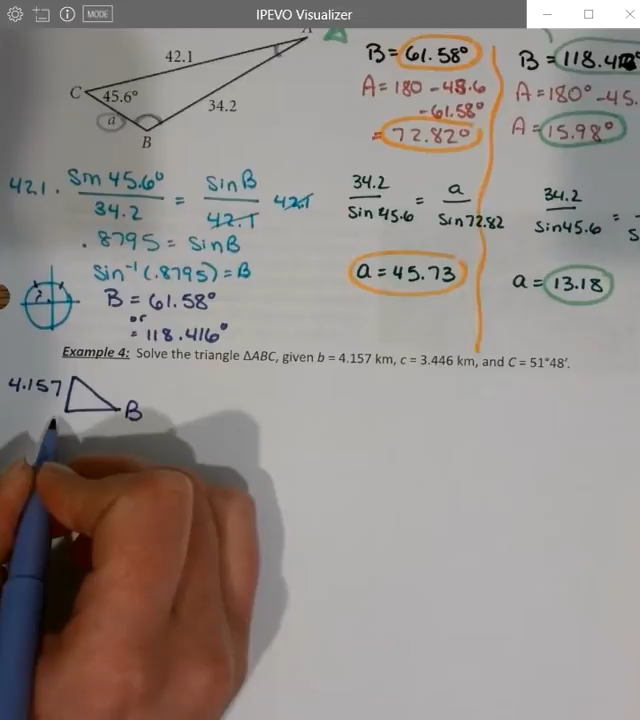 IPEVO Visualizer
MODE
A
42.1
C
45.6°
34.2
a
B
42.1 · Sin 45.6° / 34.2 = Sin B / 42.1 42.1
.8795 = Sin B
Sin⁻¹(.8795) = B
B = 61.58°
or
= 118.416°
B = 61.58°
A = 180 - 45.6
- 61.58°
= 72.82°
34.2 / Sin 45.6 = a / Sin 72.82
a = 45.73
A = 180° - 45.
A = 15.98°
34.2 / Sin 45.6 =
a = 13.18
Example 4: Solve the triangle ΔABC, given b = 4.157 km, c = 3.446 km, and C = 51°48'.
4.157
B